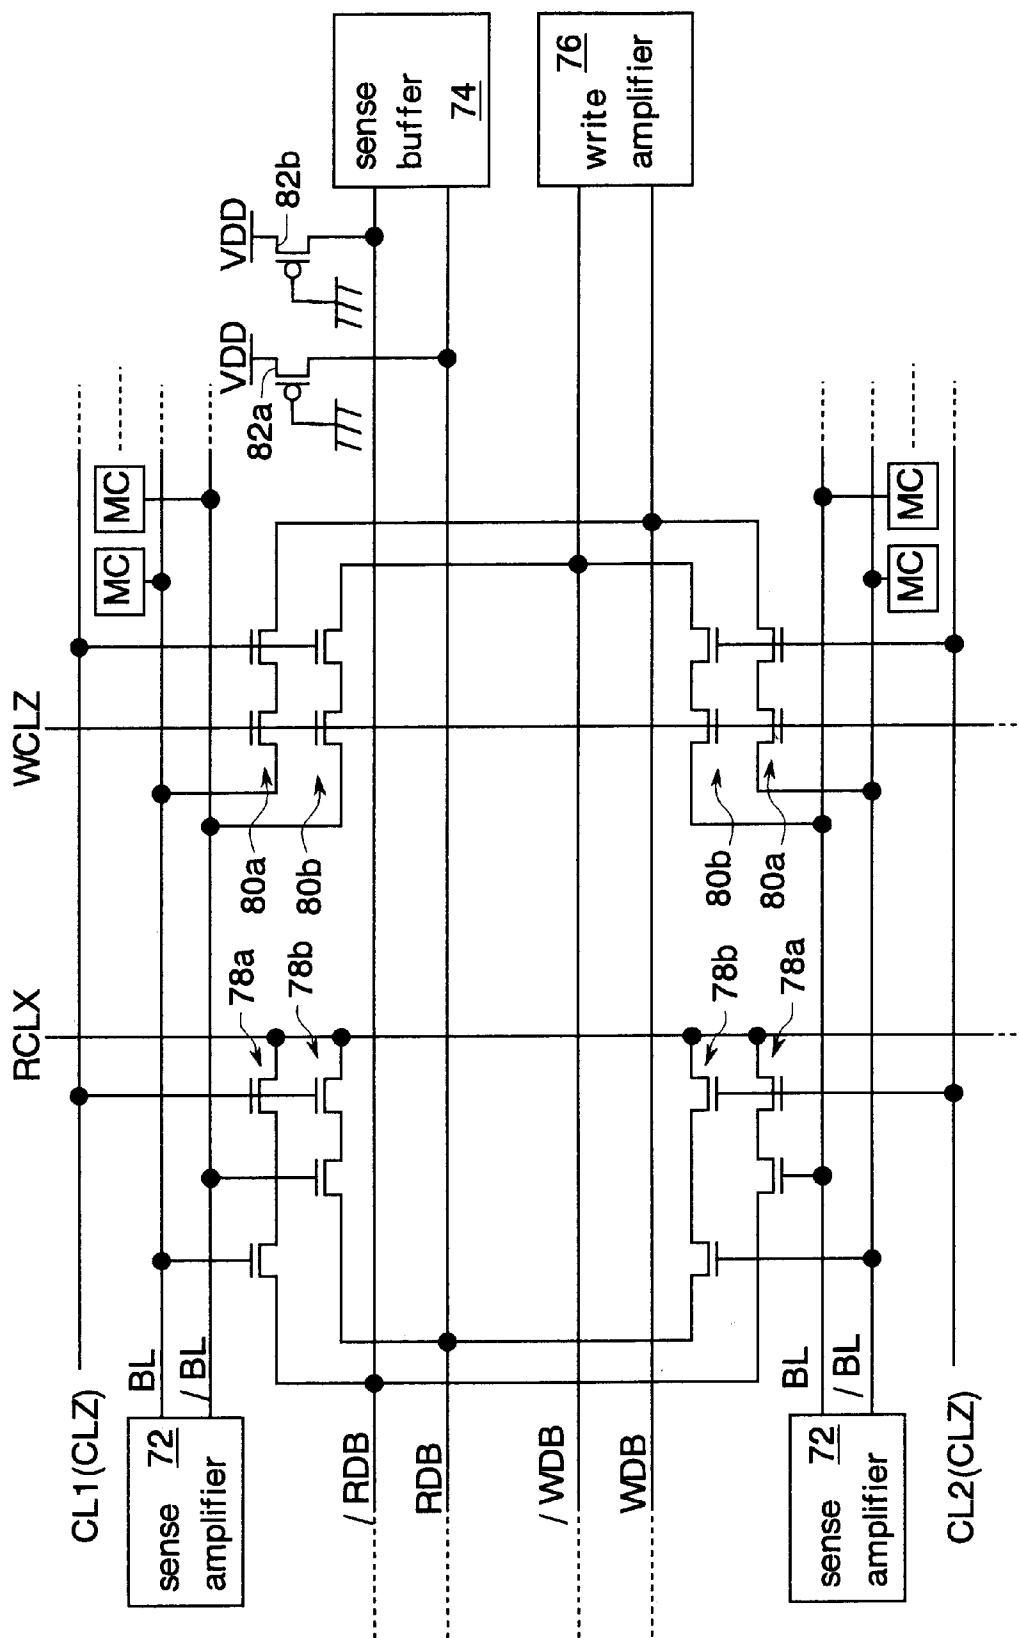 CL1(CLZ)
sense
amplifier
72
BL
/ BL
RCLX
78a
78b
80a
80b
WCLZ
MC
MC
VDD
82a
VDD
82b
/ RDB
RDB
sense
buffer
74
/ WDB
WDB
76
write
amplifier
78b
78a
80b
80a
MC
MC
sense
amplifier
72
BL
/ BL
CL2(CLZ)